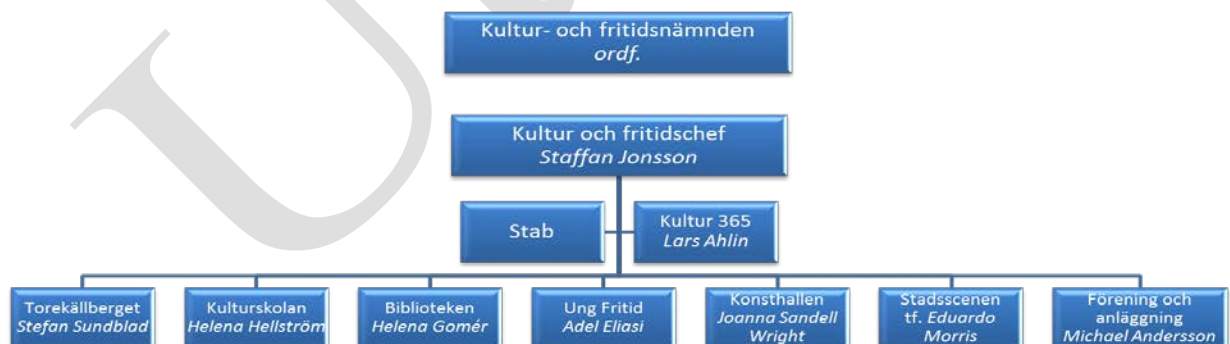 Kultur- och fritidsnämnden
ordf.
Kultur och fritidschef
Staffan Jonsson
Stab
Kultur 365
Lars Ahlin
Torekällberget
Stefan Sundblad
Kulturskolan
Helena Hellström
Biblioteken
Helena Gomér
Ung Fritid
Adel Eliasi
Konsthallen
Joanna Sandell
Wright
Stadsscenen
tf. Eduardo
Morris
Förening och
anläggning
Michael Andersson